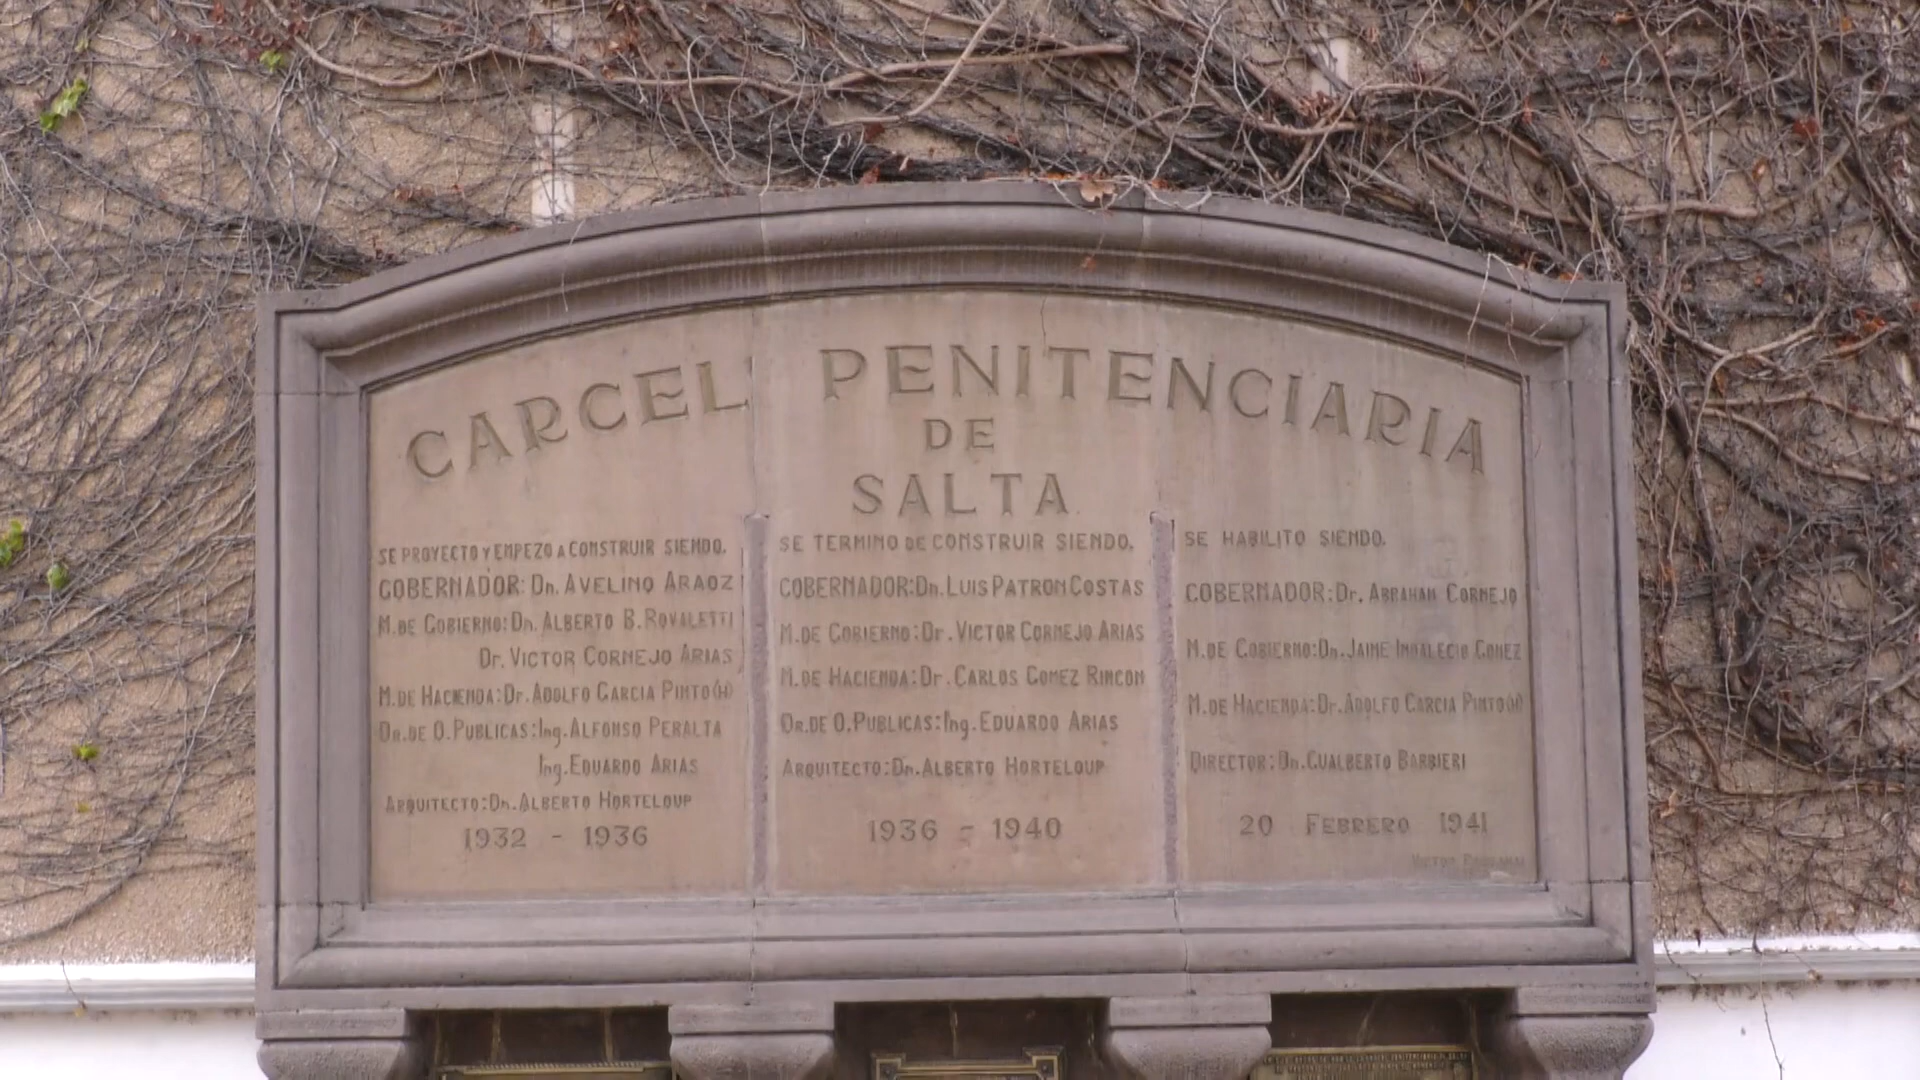 CARCEL PENITENCIARIA
DE
SALTA
SE PROYECTO Y EMPEZO A CONSTRUIR SIENDO.
GOBERNADOR: Dn. AVELINO ARAOZ
M. DE GOBIERNO: Dn. ALBERTO B. ROVALETTI
Dr. VICTOR CORNEJO ARIAS
M. DE HACIENDA: Dr. ADOLFO GARCIA PINTO (H)
Dr. DE O. PUBLICAS: Ing. ALFONSO PERALTA
Ing. EDUARDO ARIAS
ARQUITECTO: Dn. ALBERTO HORTELOUP
1932 - 1936
SE TERMINO DE CONSTRUIR SIENDO.
GOBERNADOR: Dn. LUIS PATRON COSTAS
M. DE GOBIERNO: Dr. VICTOR CORNEJO ARIAS
M. DE HACIENDA: Dr. CARLOS GOMEZ RINCON
Dr. DE O. PUBLICAS: Ing. EDUARDO ARIAS
ARQUITECTO: Dn. ALBERTO HORTELOUP
1936 - 1940
SE HABILITO SIENDO.
GOBERNADOR: Dr. ABRAHAM CORNEJO
M. DE GOBIERNO: Dn. JAIME INDALECIO GOMEZ
M. DE HACIENDA: Dr. ADOLFO GARCIA PINTO (H)
DIRECTOR: Dn. GUALBERTO BARBIERI
20 FEBRERO 1941
VICTOR